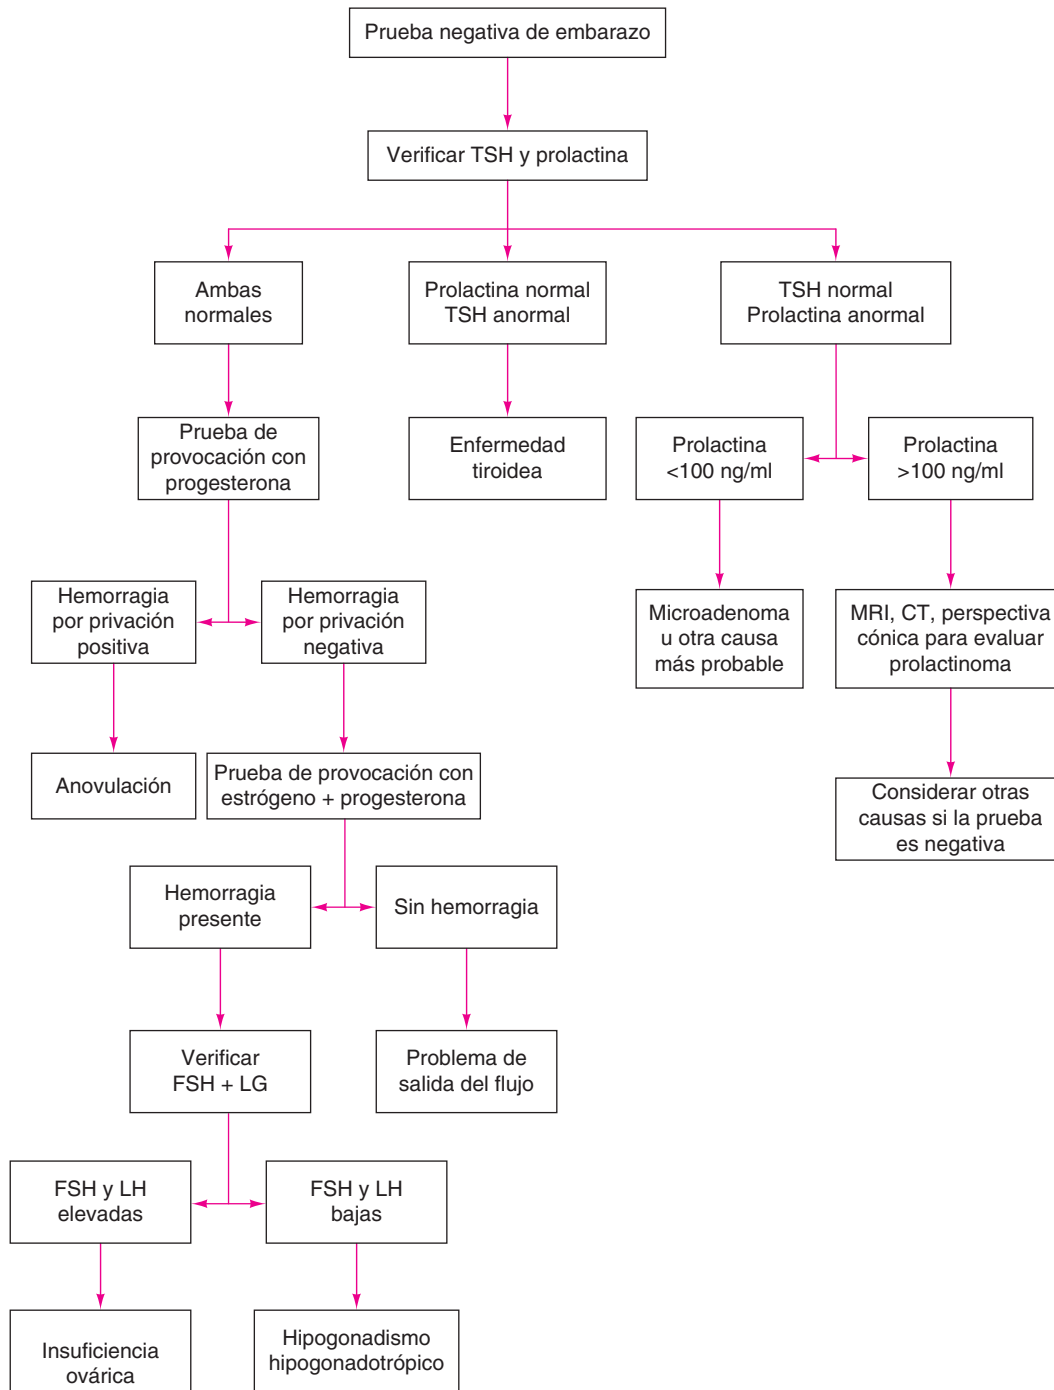 Prueba negativa de embarazo
Verificar TSH y prolactina
Ambas
normales
Prolactina normal
TSH anormal
TSH normal
Prolactina anormal
Prueba de
provocación con
progesterona
Enfermedad
tiroidea
Prolactina
<100 ng/ml
Prolactina
>100 ng/ml
Hemorragia
por privación
positiva
Hemorragia
por privación
negativa
Microadenoma
u otra causa
más probable
MRI, CT, perspectiva
cónica para evaluar
prolactinoma
Anovulación
Prueba de provocación con
estrógeno + progesterona
Considerar otras
causas si la prueba
es negativa
Hemorragia
presente
Sin hemorragia
Verificar
FSH + LG
Problema de
salida del flujo
FSH y LH
elevadas
FSH y LH
bajas
Insuficiencia
ovárica
Hipogonadismo
hipogonadotrópico